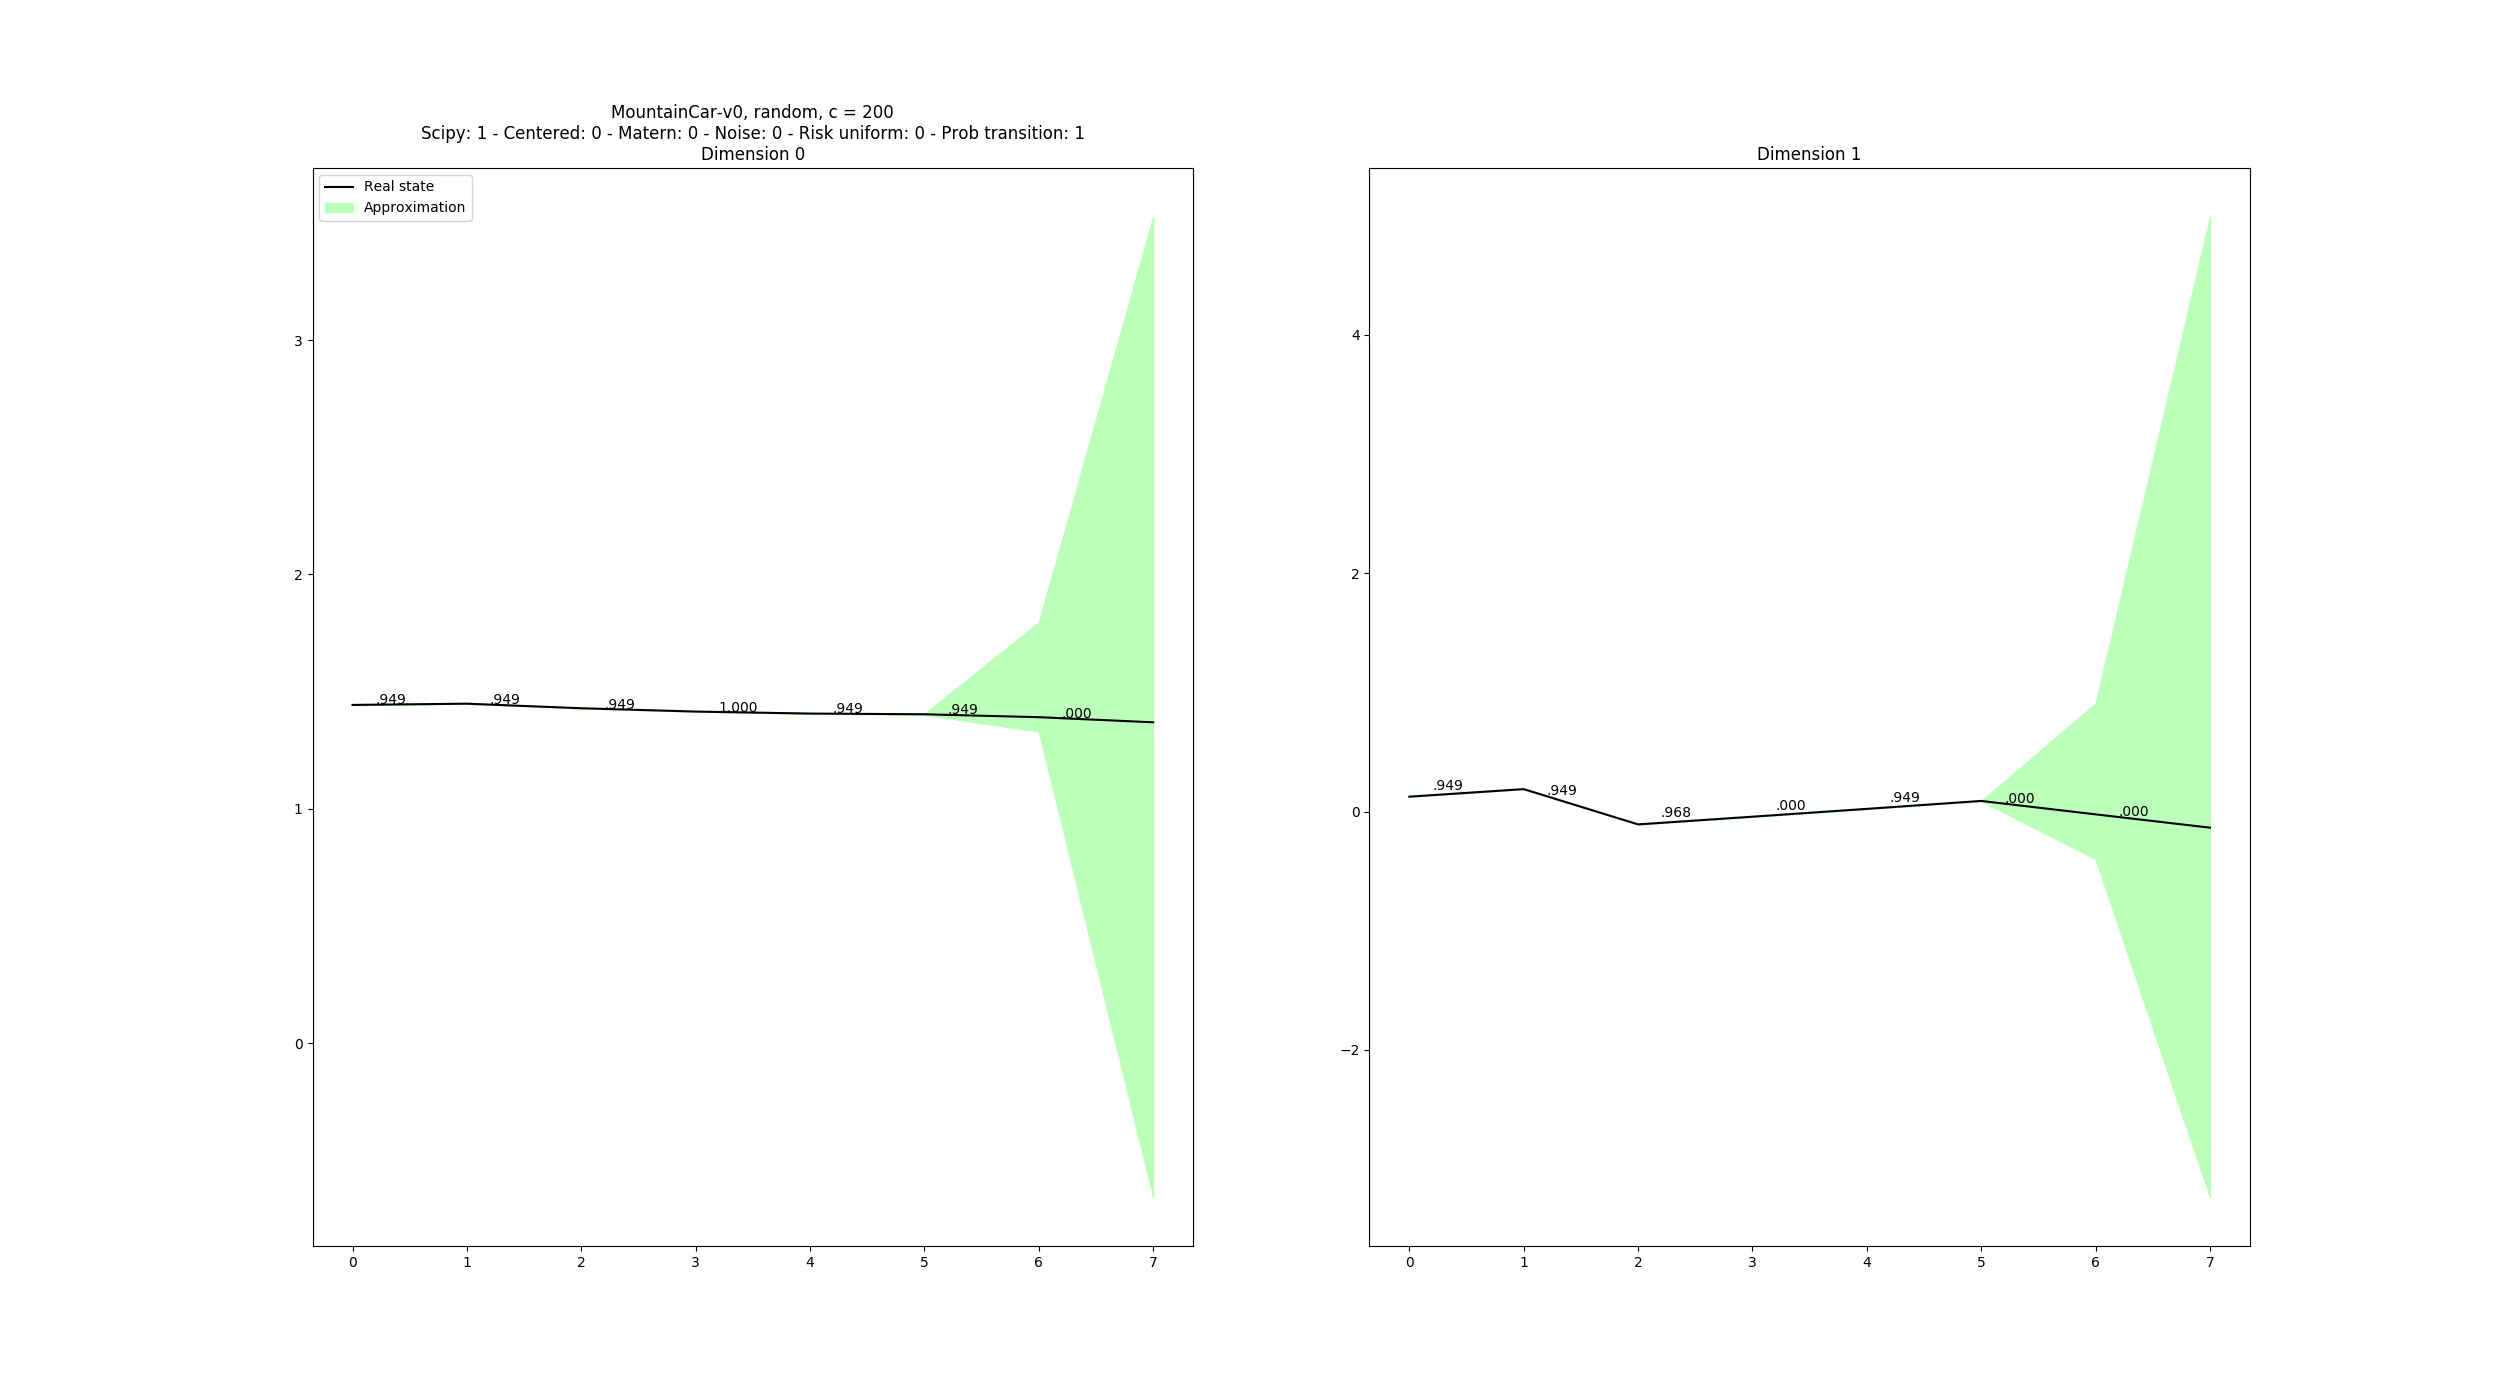 MountainCar-v0, random, c = 200
Scipy: 1 - Centered: 0 - Matern: 0 - Noise: 0 - Risk uniform: 0 - Prob transition: 1
Dimension 0
Real state
Approximation
3
2
1
0
.949
.949
.949
1.000
.949
.949
.000
0 1 2 3 4 5 6 7
Dimension 1
4
2
0
−2
.949
.949
.968
.000
.949
.000
.000
0 1 2 3 4 5 6 7